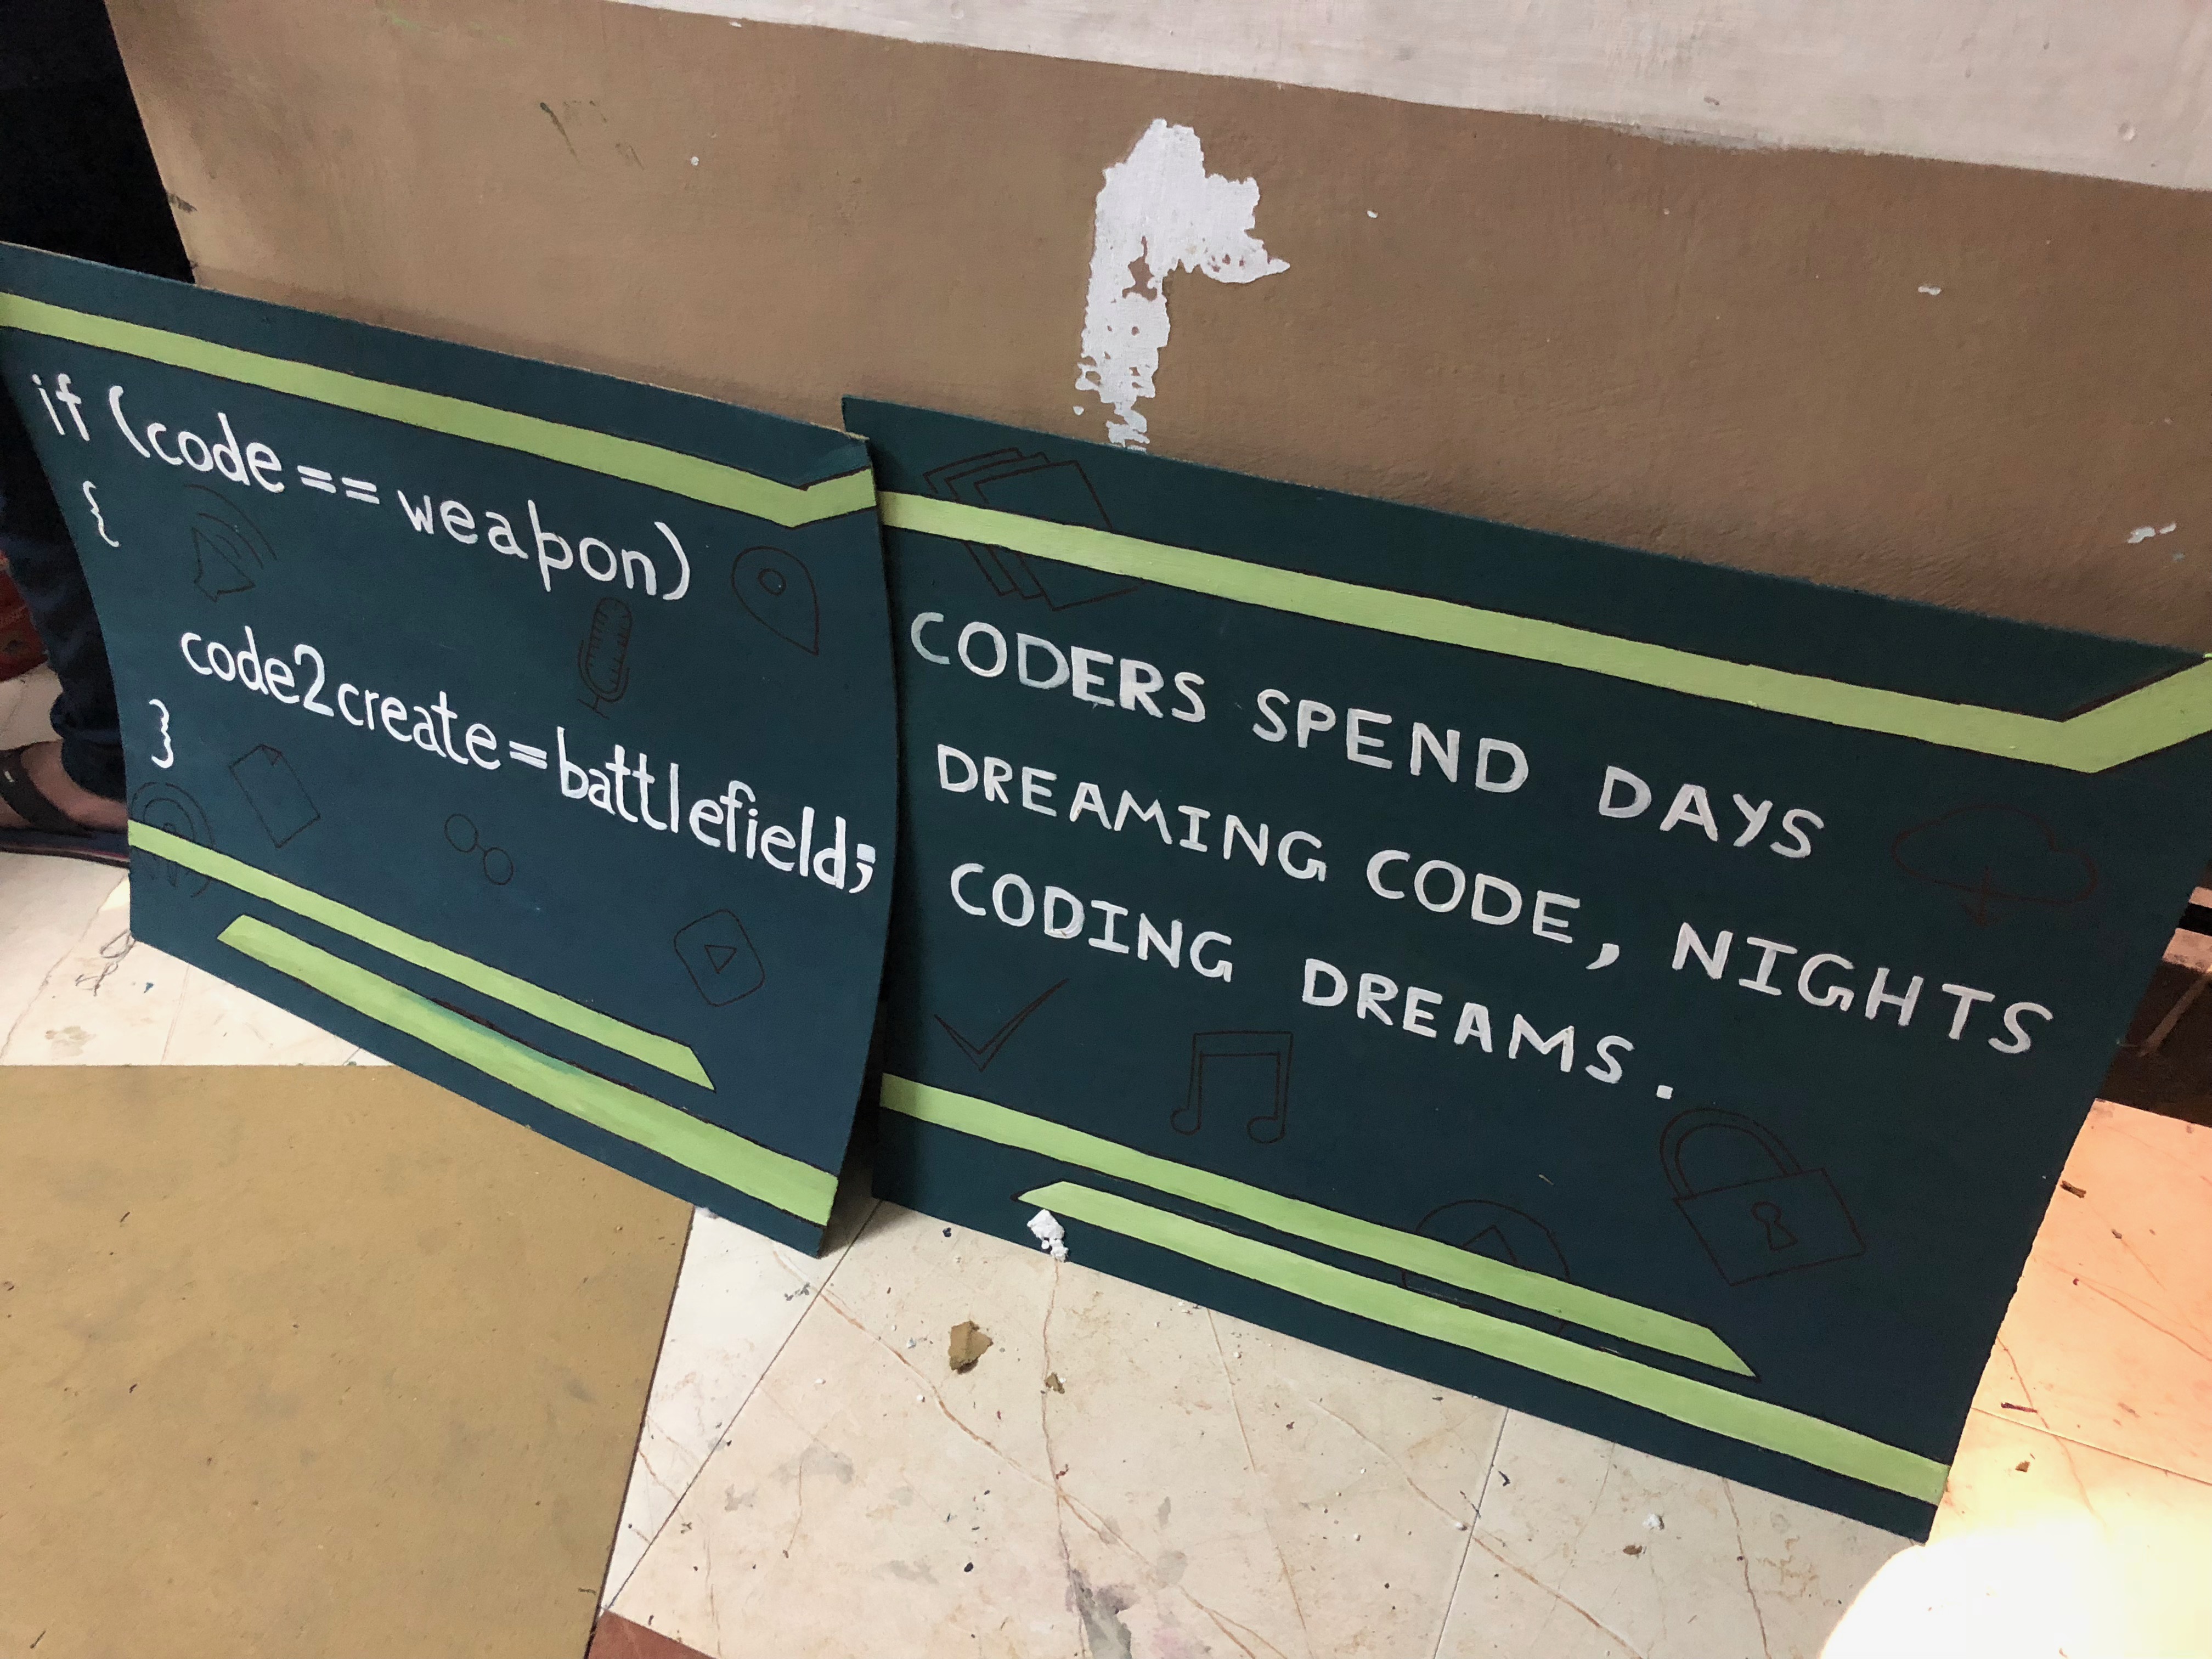 if (code == weapon)
{
code2create = battlefield;
}
CODERS SPEND DAYS
DREAMING CODE, NIGHTS
CODING DREAMS.